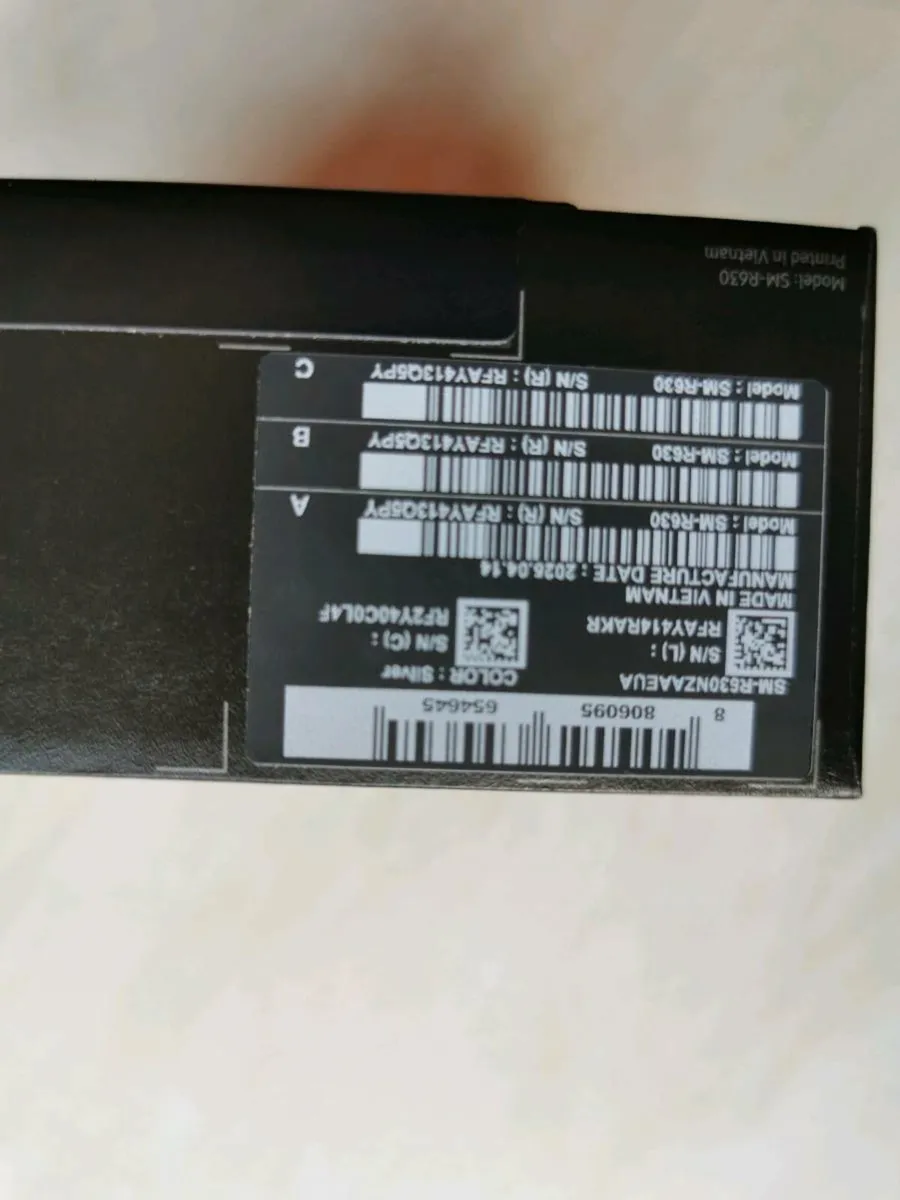 8 806095 654645
SM-R630NZAAEUA COLOR : Silver
S/N (L) :
RFAY414RAKR
S/N (C) :
RF2Y40C0L4F
MADE IN VIETNAM
MANUFACTURE DATE : 2025.04.14
Model : SM-R630 S/N (R) : RFAY413Q5PY
A
Model : SM-R630 S/N (R) : RFAY413Q5PY
B
Model : SM-R630 S/N (R) : RFAY413Q5PY
C
Model: SM-R630
Printed in Vietnam